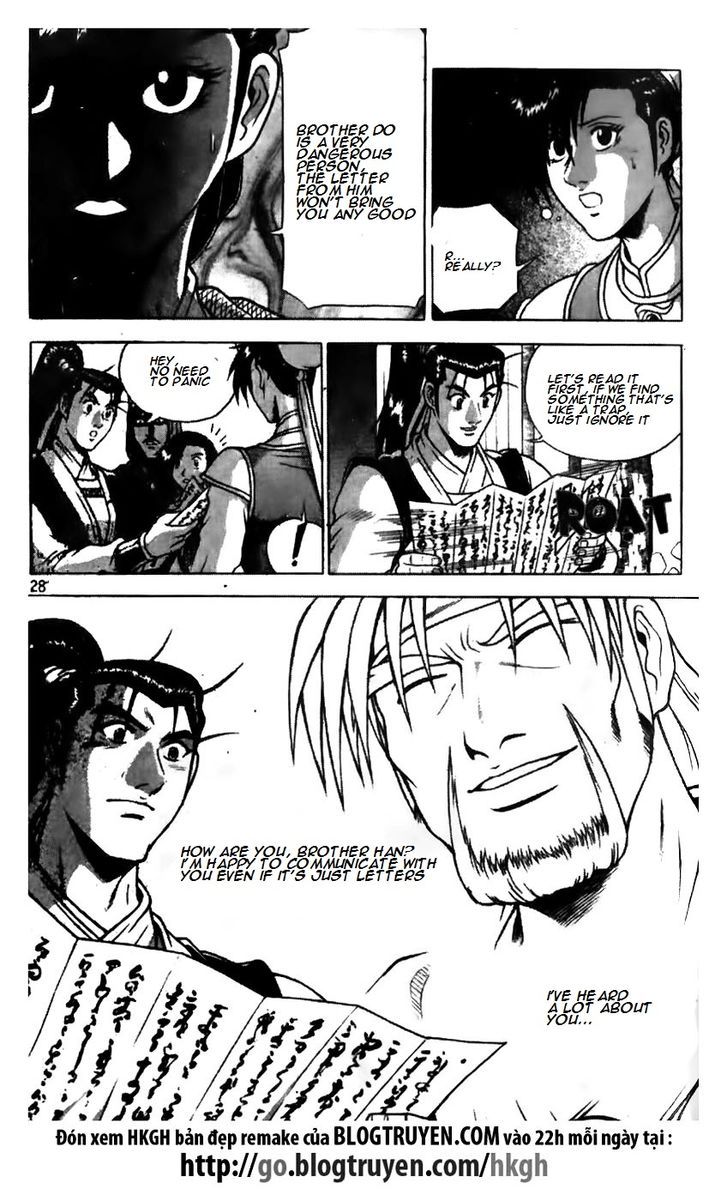 BROTHER DO
IS A VERY
DANGEROUS
PERSON,
THE LETTER
FROM HIM
WON'T BRING
YOU ANY GOOD
R...
REALLY?
HEY,
NO NEED
TO PANIC
!
LET'S READ IT
FIRST, IF WE FIND
SOMETHING THAT'S
LIKE A TRAP,
JUST IGNORE IT
ROAT
28
HOW ARE YOU, BROTHER HAN?
I'M HAPPY TO COMMUNICATE WITH
YOU EVEN IF IT'S JUST LETTERS
I'VE HEARD
A LOT ABOUT
YOU...
Đón xem HKGH bản đẹp remake của BLOGTRUYEN.COM vào 22h mỗi ngày tại :
http://go.blogtruyen.com/hkgh